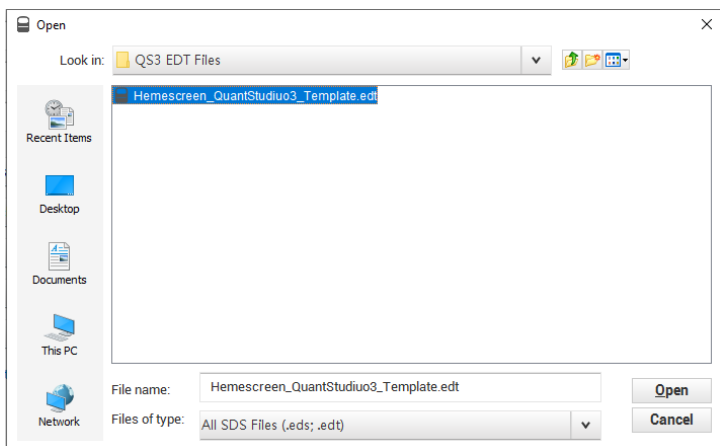 Open
Look in: QS3 EDT Files
Hemescreen_QuantStudiuo3_Template.edt
Recent Items
Desktop
Documents
This PC
Network
File name: Hemescreen_QuantStudiuo3_Template.edt
Open
Files of type: All SDS Files (.eds; .edt)
Cancel